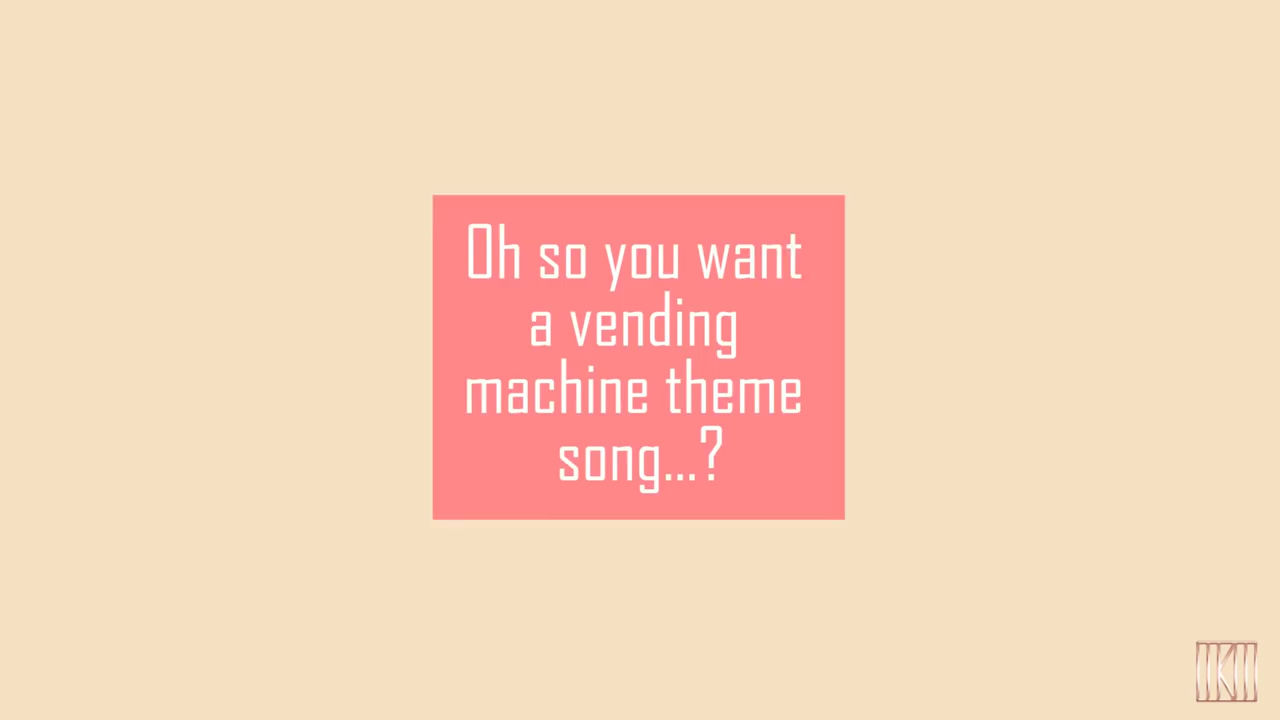 Oh so you want
a vending
machine theme
song...?